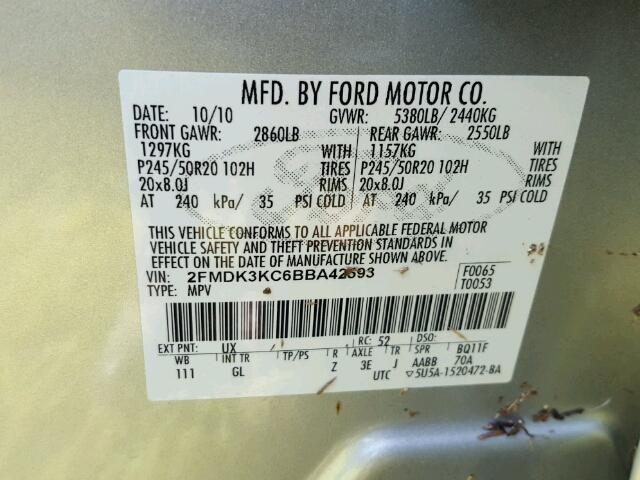 MFD. BY FORD MOTOR CO.
DATE: 10/10 GVWR: 5380LB/ 2440KG
FRONT GAWR: 2860LB REAR GAWR: 2550LB
1297KG 1157KG
P245/50R20 102H TIRES P245/50R20 102H TIRES
20x8.0J RIMS 20x8.0J RIMS
AT 240 kPa/ 35 PSI COLD AT 240 kPa/ 35 PSI COLD
THIS VEHICLE CONFORMS TO ALL APPLICABLE FEDERAL MOTOR
VEHICLE SAFETY AND THEFT PREVENTION STANDARDS IN
EFFECT ON THE DATE OF MANUFACTURE SHOWN ABOVE.
VIN: 2FMDK3KC6BBA42593 F0065
TYPE: MPV T0053
EXT PNT: UX RC: 52 DSO:
WB INT TR TP/PS R AXLE TR SPR BQ11F
111 GL Z 3E J AABB 70A
UTC ▽5U5A-1520472-BA